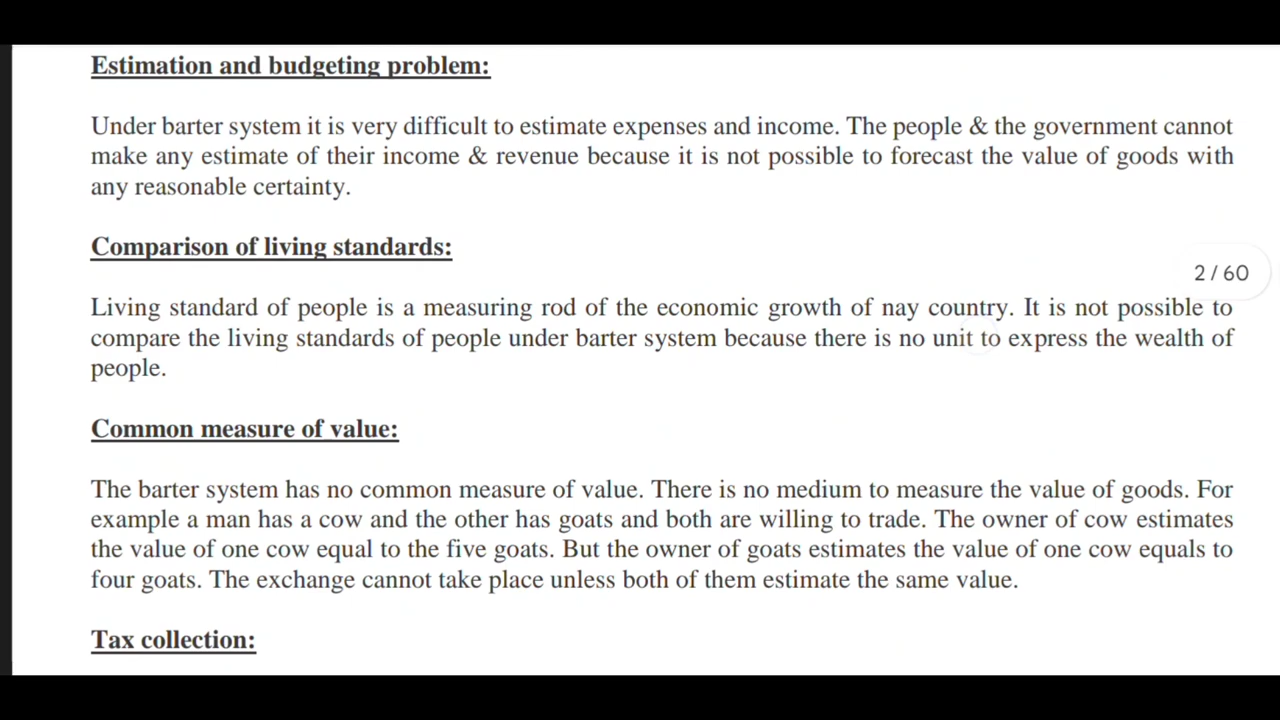 Estimation and budgeting problem:
Under barter system it is very difficult to estimate expenses and income. The people & the government cannot
make any estimate of their income & revenue because it is not possible to forecast the value of goods with
any reasonable certainty.
Comparison of living standards:
2 / 60
Living standard of people is a measuring rod of the economic growth of nay country. It is not possible to
compare the living standards of people under barter system because there is no unit to express the wealth of
people.
Common measure of value:
The barter system has no common measure of value. There is no medium to measure the value of goods. For
example a man has a cow and the other has goats and both are willing to trade. The owner of cow estimates
the value of one cow equal to the five goats. But the owner of goats estimates the value of one cow equals to
four goats. The exchange cannot take place unless both of them estimate the same value.
Tax collection: